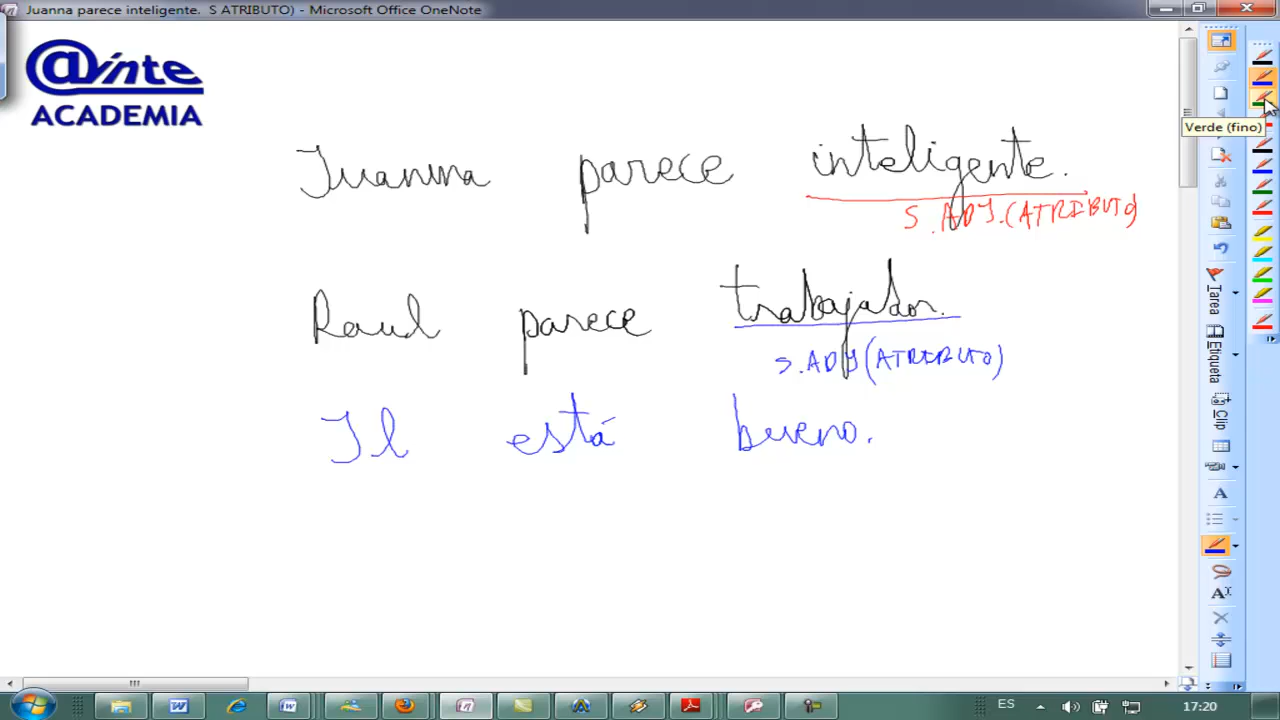 Juanna parece inteligente. S ATRIBUTO) - Microsoft Office OneNote
@inte
ACADEMIA
Juanna parece inteligente.
S.ADJ.(ATRIBUTO)
Raul parece trabajador.
S.ADJ(ATRIBUTO)
Il está bueno.
Verde (fino)
Tarea
Etiqueta
Clip
ES
17:20